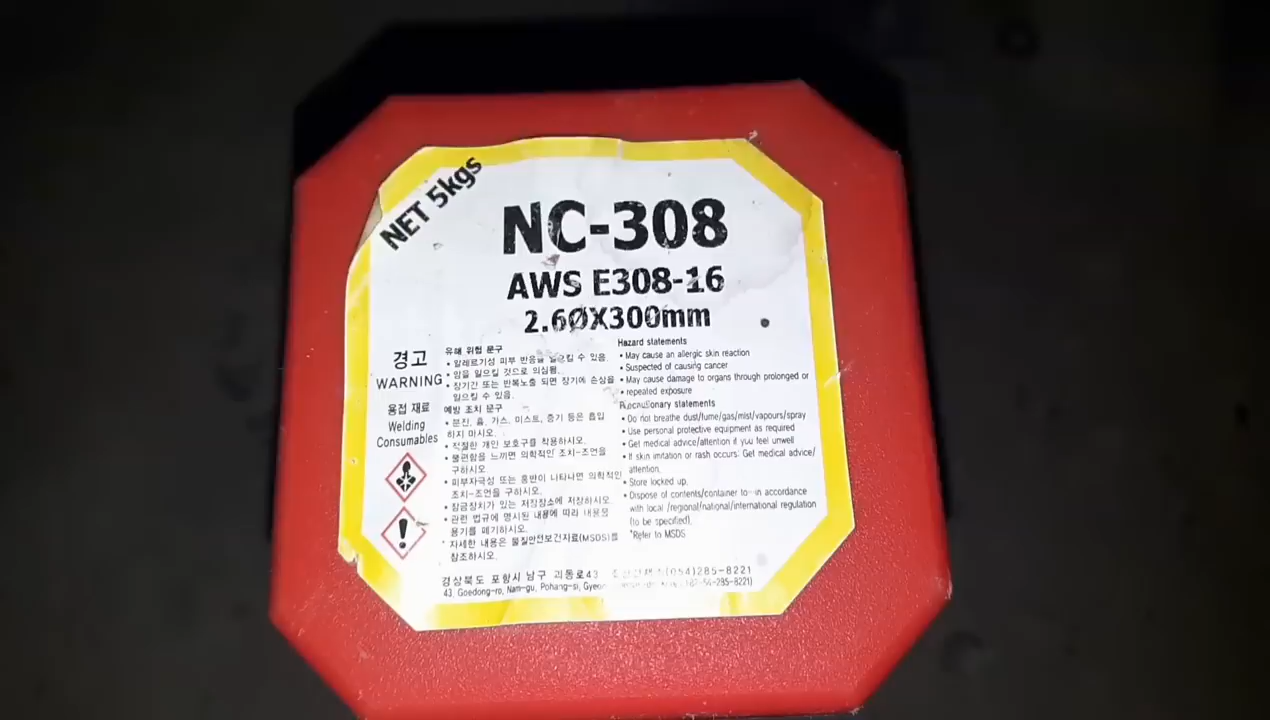 NET 5kgs
NC-308
AWS E308-16
2.6ØX300mm
경고
WARNING
용접 재료
Welding
Consumables
유해 위험 문구
• 알레르기성 피부 반응을 일으킬 수 있음.
• 암을 일으킬 것으로 의심됨.
• 장기간 또는 반복노출 되면 장기에 손상을
일으킬 수 있음.
예방 조치 문구
• 분진, 흄, 가스, 미스트, 증기 등은 흡입
하지 마시오.
• 적절한 개인 보호구를 착용하시오.
• 불편함을 느끼면 의학적인 조치-조언을
구하시오
• 피부자극성 또는 홍반이 나타나면 의학적인
조치-조언을 구하시오.
• 잠금장치가 있는 저장장소에 저장하시오.
• 관련 법규에 명시된 내용에 따라 내용물
용기를 폐기하시오.
* 자세한 내용은 물질안전보건자료(MSDS)를
참조하시오.
Hazard statements
• May cause an allergic skin reaction
• Suspected of causing cancer
• May cause damage to organs through prolonged or
• repeated exposure
Precautionary statements
• Do not breathe dust/fume/gas/mist/vapours/spray
• Use personal protective equipment as required
• Get medical advice/attention if you feel unwell
• If skin irritation or rash occurs: Get medical advice/
attention.
• Store locked up.
• Dispose of contents/container to in accordance
with local /regional/national/international regulation
(to be specified).
*Refer to MSDS
경상북도 포항시 남구 괴동로43 (054)285-8221
43, Goedong-ro, Nam-gu, Pohang-si, -54-285-8221)